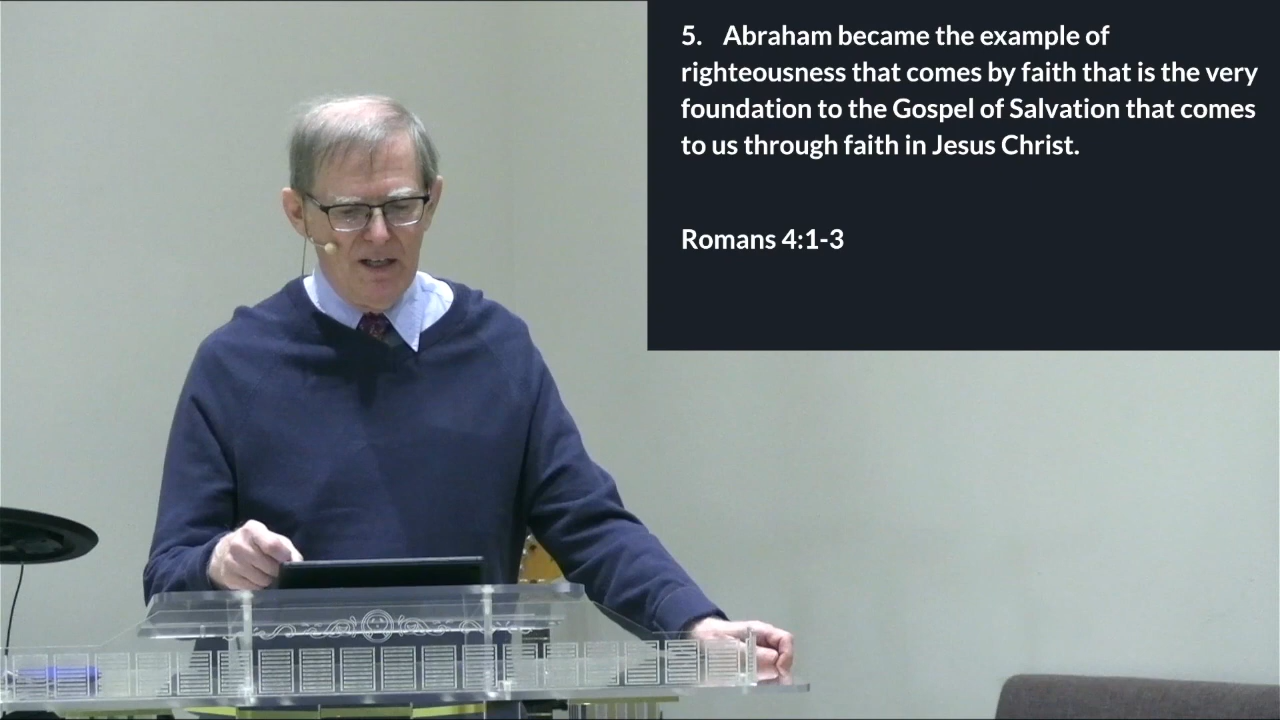 5. Abraham became the example of
righteousness that comes by faith that is the very
foundation to the Gospel of Salvation that comes
to us through faith in Jesus Christ.
Romans 4:1-3